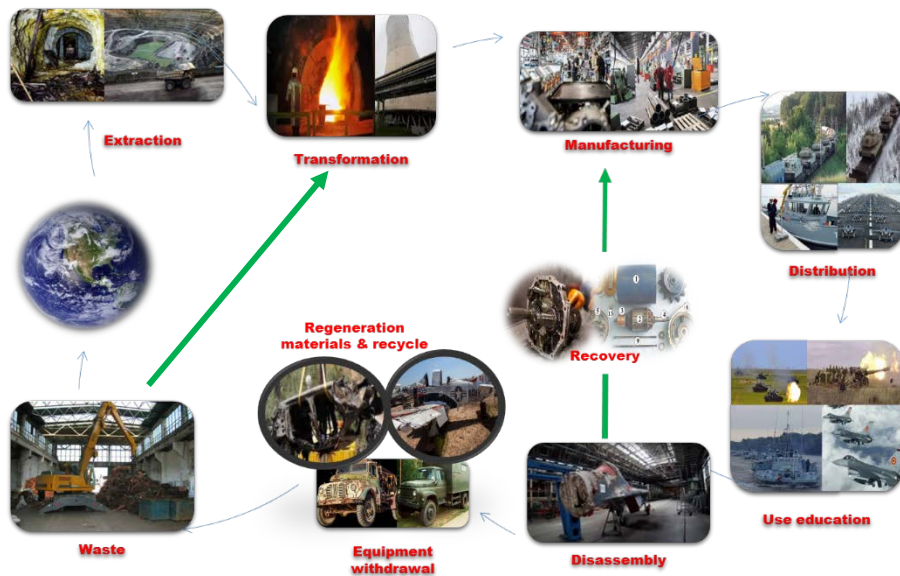 Extraction
Transformation
Manufacturing
Distribution
Regeneration
materials & recycle
Recovery
Use education
Waste
Equipment
withdrawal
Disassembly